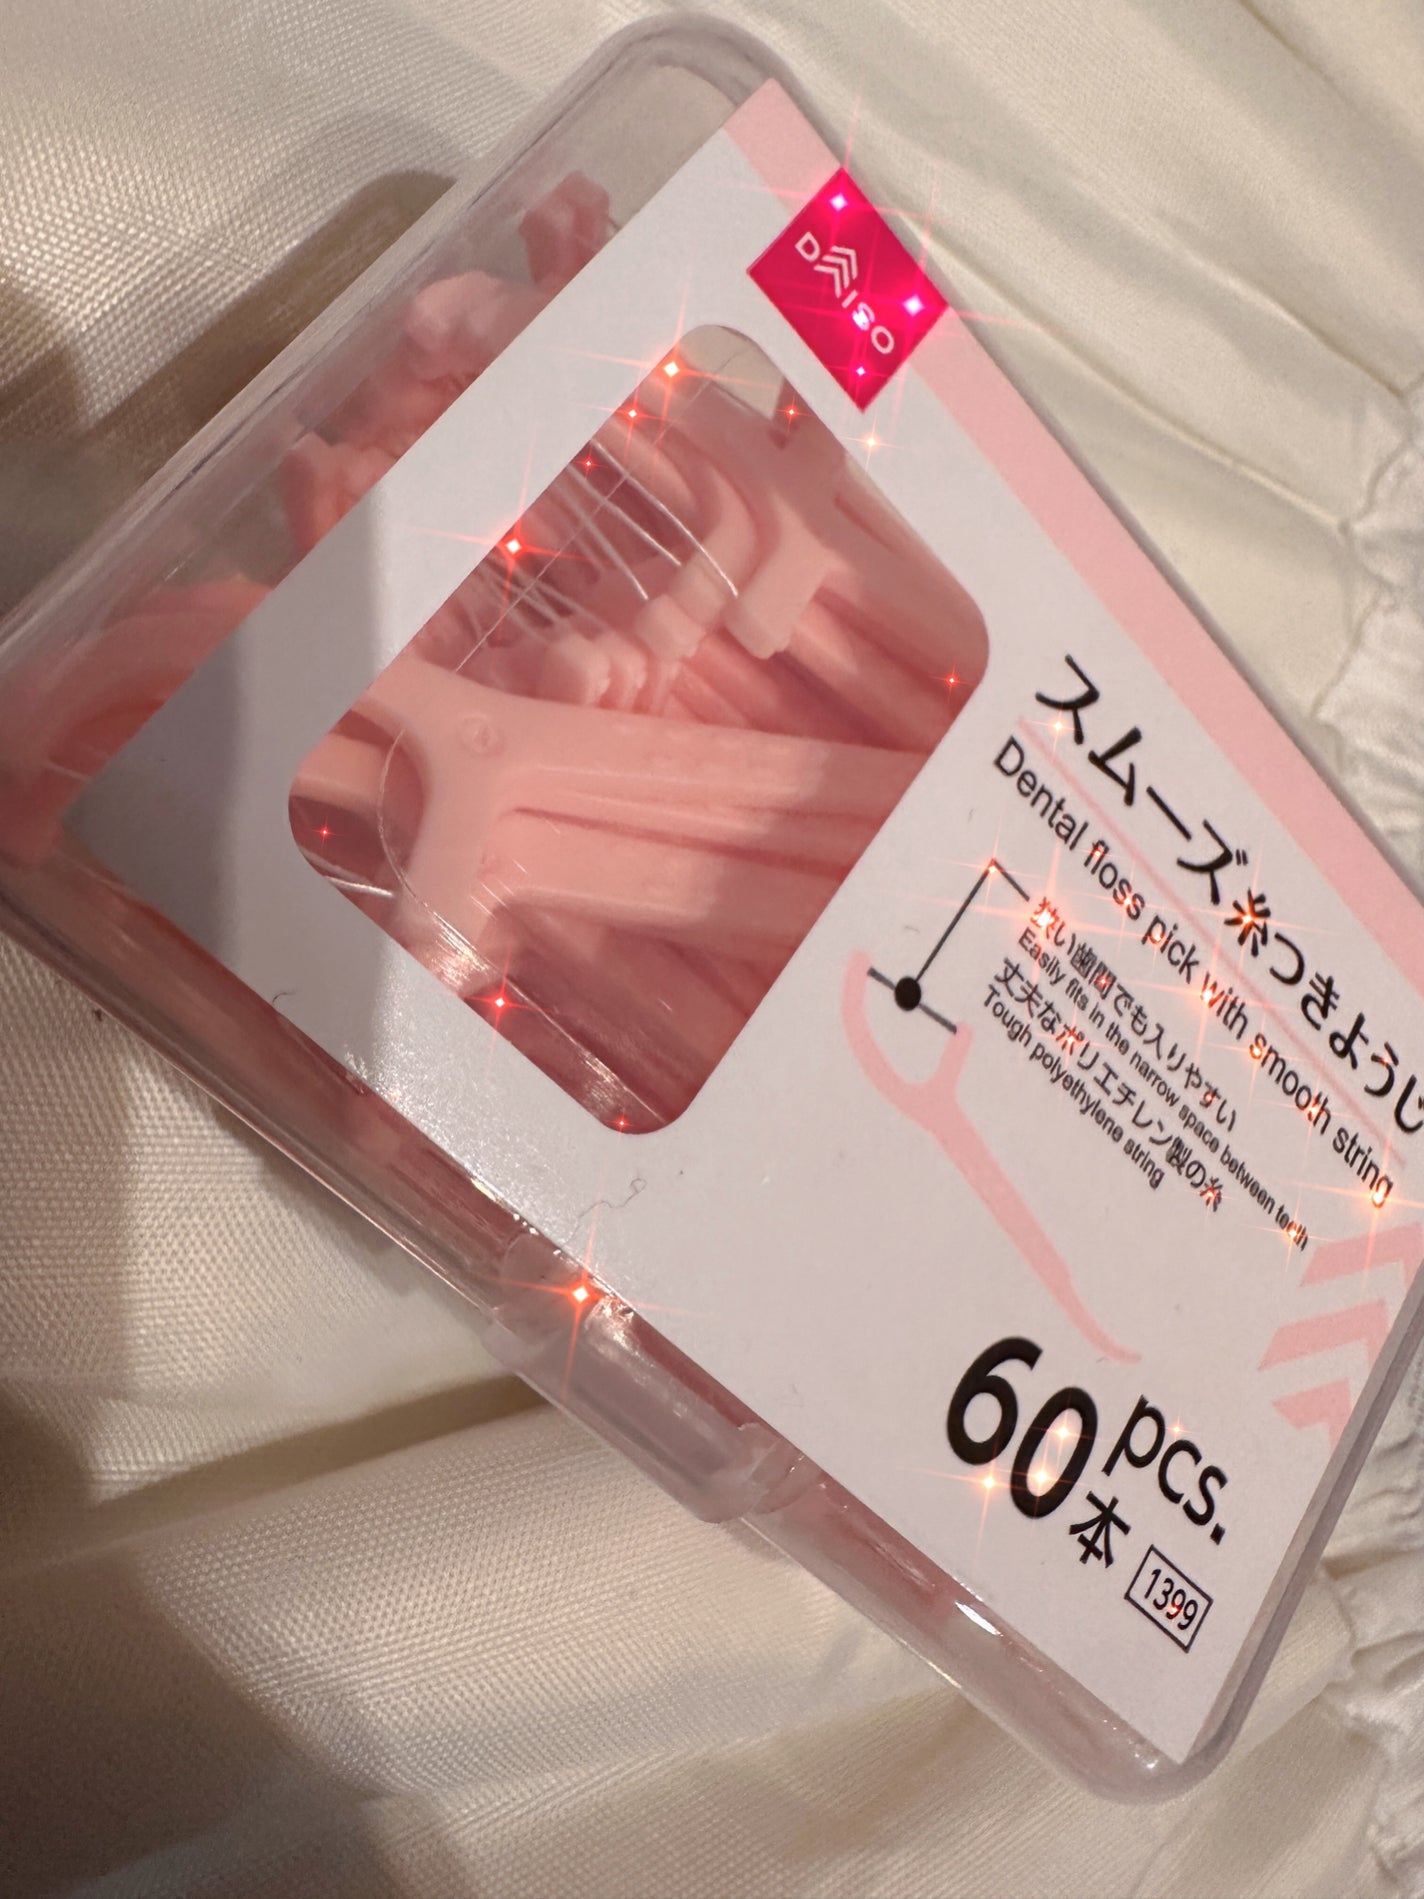 DAISO
スムーズ糸つきようじ
Dental floss pick with smooth string
狭い歯間でも入りやすい
Easily fits in the narrow space between teeth
丈夫なポリエチレン製の糸
Tough polyethylene string
60 pcs.
本
1399